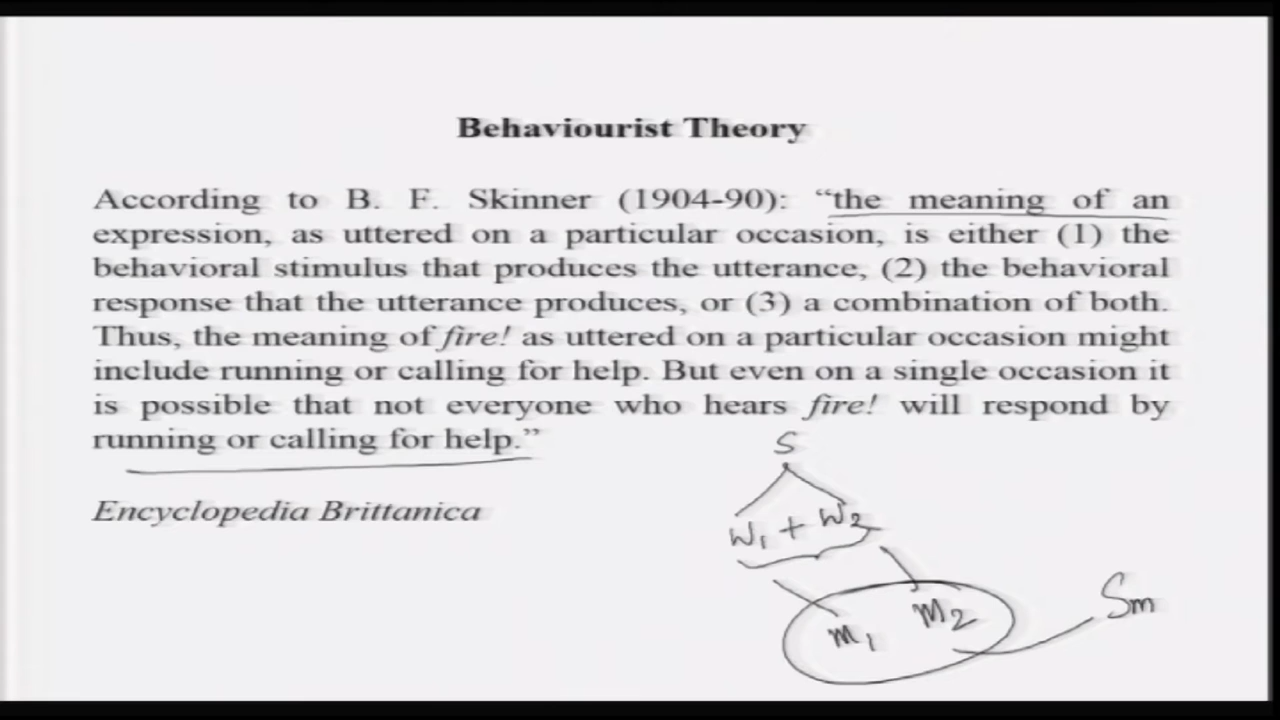 Behaviourist Theory
According to B. F. Skinner (1904-90): “the meaning of an
expression, as uttered on a particular occasion, is either (1) the
behavioral stimulus that produces the utterance, (2) the behavioral
response that the utterance produces, or (3) a combination of both.
Thus, the meaning of fire! as uttered on a particular occasion might
include running or calling for help. But even on a single occasion it
is possible that not everyone who hears fire! will respond by
running or calling for help.”
Encyclopedia Brittanica
S
W1 + W2
m1 m2
Sm